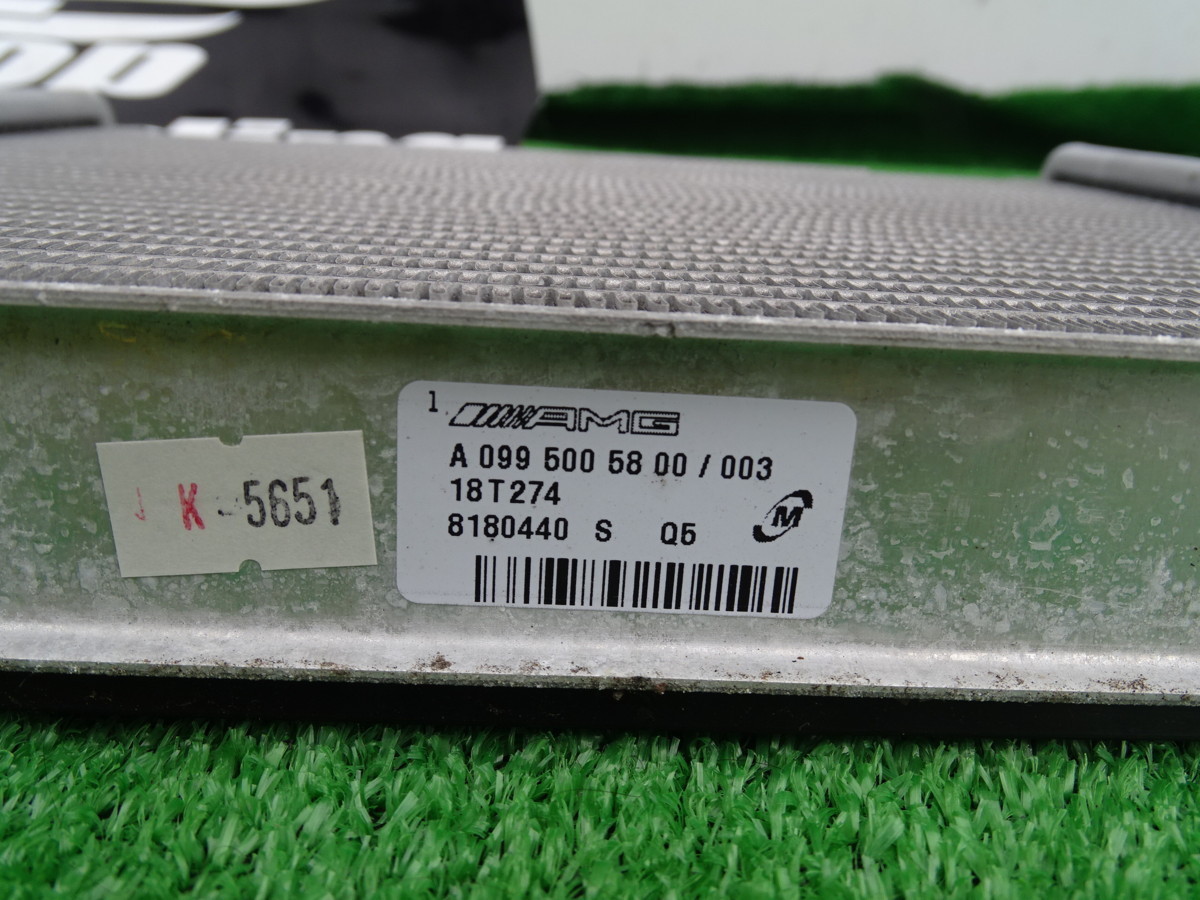 1 AMG
A 099 500 58 00 / 003
18T274
8180440 S Q5
M
K-5651